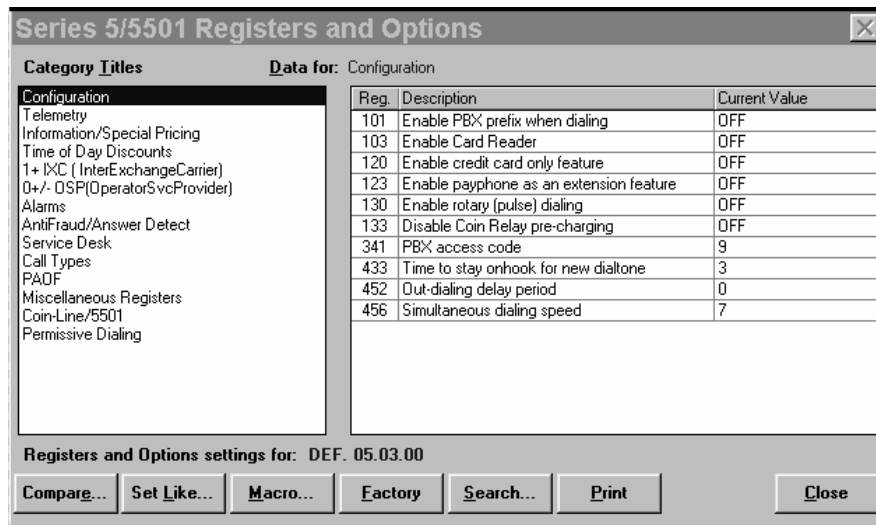 Series 5/5501 Registers and Options
Category Titles
Data for: Configuration
Configuration
Telemetry
Information/Special Pricing
Time of Day Discounts
1+ IXC ( InterExchangeCarrier)
0+/- OSP(OperatorSvcProvider)
Alarms
AntiFraud/Answer Detect
Service Desk
Call Types
PAOF
Miscellaneous Registers
Coin-Line/5501
Permissive Dialing
Reg. Description Current Value
101 Enable PBX prefix when dialing OFF
103 Enable Card Reader OFF
120 Enable credit card only feature OFF
123 Enable payphone as an extension feature OFF
130 Enable rotary (pulse) dialing OFF
133 Disable Coin Relay pre-charging OFF
341 PBX access code 9
433 Time to stay onhook for new dialtone 3
452 Out-dialing delay period 0
456 Simultaneous dialing speed 7
Registers and Options settings for: DEF. 05.03.00
Compare... Set Like... Macro... Factory Search... Print Close